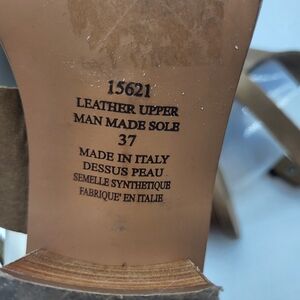 15621
LEATHER UPPER
MAN MADE SOLE
37
MADE IN ITALY
DESSUS PEAU
SEMELLE SYNTHETIQUE
FABRIQUE' EN ITALIE